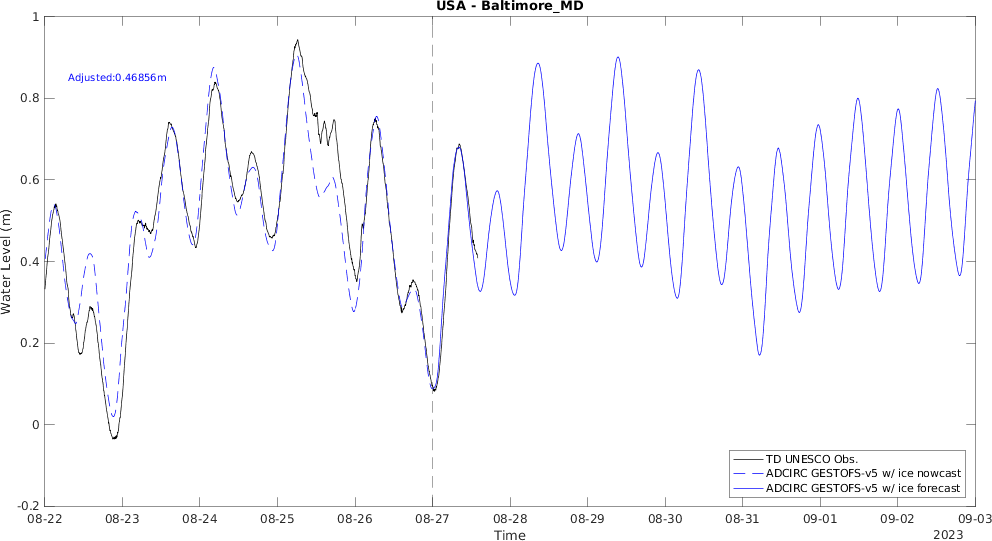 USA - Baltimore_MD
Adjusted:0.46856m
Water Level (m)
1
0.8
0.6
0.4
0.2
0
-0.2
08-22 08-23 08-24 08-25 08-26 08-27 08-28 08-29 08-30 08-31 09-01 09-02 09-03
Time
2023
TD UNESCO Obs.
ADCIRC GESTOFS-v5 w/ ice nowcast
ADCIRC GESTOFS-v5 w/ ice forecast